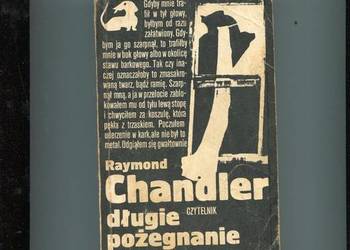 Gdyby mnie tra-
fił w tył głowy,
byłbym od razu
załatwiony. Gdy-
bym ja go szarpnął, to trafiłby
mnie w bok głowy albo w okolicę
stawu barkowego. Tak czy ina-
czej oznaczałoby to zmasakro-
waną twarz, bądź ramię. Szarp-
nął mną, a ja w przelocie zablo-
kowałem mu od tyłu lewą stopę
i chwyciłem za koszulę, która
pękła z trzaskiem. Poczułem
uderzenie w kark, ale nie był to
metal. Odgiąłem się gwałtownie
Raymond
Chandler
CZYTELNIK
długie
pożegnanie